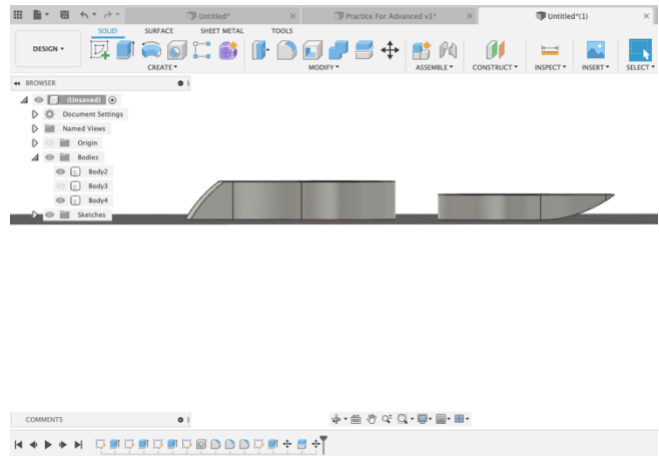 Untitled*
Practice For Advanced v1*
Untitled*(1)
SOLID
SURFACE
SHEET METAL
TOOLS
DESIGN
CREATE
MODIFY
ASSEMBLE
CONSTRUCT
INSPECT
INSERT
SELECT
BROWSER
(Unsaved)
Document Settings
Named Views
Origin
Bodies
Body2
Body3
Body4
Sketches
COMMENTS